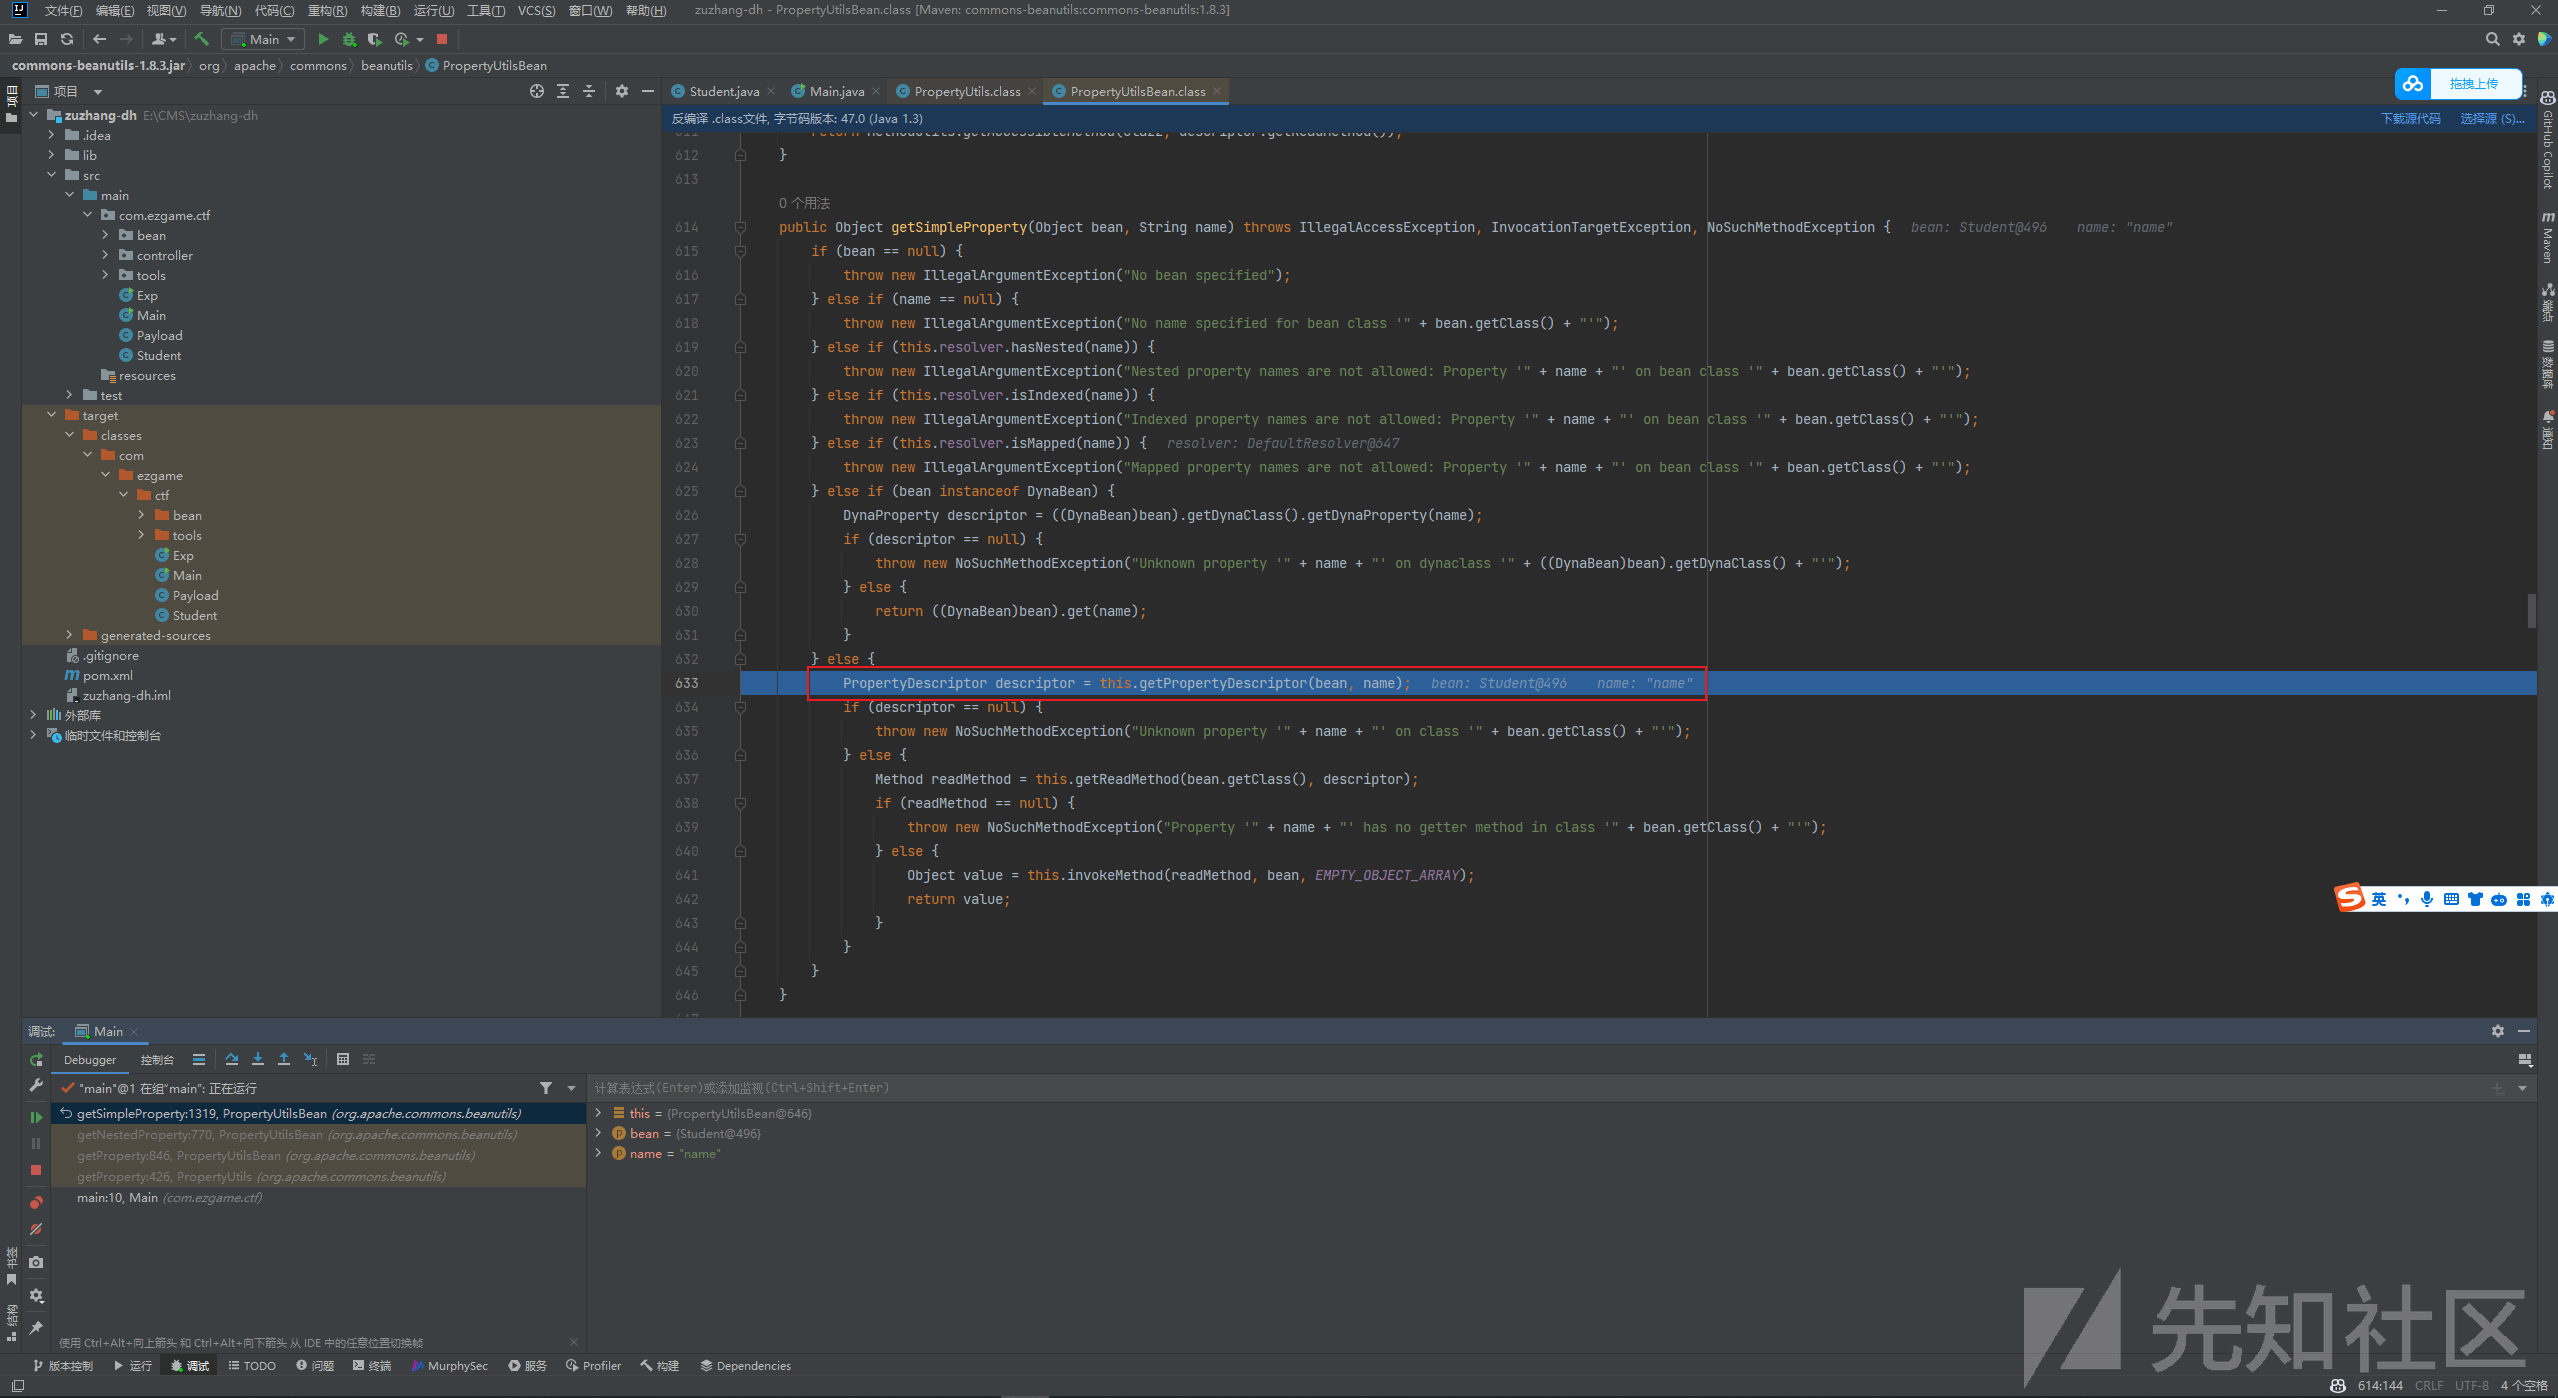 文件(F) 编辑(E) 视图(V) 导航(N) 代码(C) 重构(R) 构建(B) 运行(U) 工具(T) VCS(S) 窗口(W) 帮助(H) zuzhang-dh - PropertyUtilsBean.class [Maven: commons-beanutils:commons-beanutils:1.8.3]
Main
commons-beanutils-1.8.3.jar org apache commons beanutils PropertyUtilsBean
项目
Student.java Main.java PropertyUtils.class PropertyUtilsBean.class
拖拽上传
反编译 .class文件, 字节码版本: 47.0 (Java 1.3) 下载源代码 选择源 (S)...
项目
zuzhang-dh E:\CMS\zuzhang-dh
.idea
lib
src
main
com.ezgame.ctf
bean
controller
tools
Exp
Main
Payload
Student
resources
test
target
classes
com
ezgame
ctf
bean
tools
Exp
Main
Payload
Student
generated-sources
.gitignore
pom.xml
zuzhang-dh.iml
外部库
临时文件和控制台
612 }
613
0 个用法
614 public Object getSimpleProperty(Object bean, String name) throws IllegalAccessException, InvocationTargetException, NoSuchMethodException { bean: Student@496 name: "name"
615 if (bean == null) {
616 throw new IllegalArgumentException("No bean specified");
617 } else if (name == null) {
618 throw new IllegalArgumentException("No name specified for bean class '" + bean.getClass() + "'");
619 } else if (this.resolver.hasNested(name)) {
620 throw new IllegalArgumentException("Nested property names are not allowed: Property '" + name + "' on bean class '" + bean.getClass() + "'");
621 } else if (this.resolver.isIndexed(name)) {
622 throw new IllegalArgumentException("Indexed property names are not allowed: Property '" + name + "' on bean class '" + bean.getClass() + "'");
623 } else if (this.resolver.isMapped(name)) { resolver: DefaultResolver@647
624 throw new IllegalArgumentException("Mapped property names are not allowed: Property '" + name + "' on bean class '" + bean.getClass() + "'");
625 } else if (bean instanceof DynaBean) {
626 DynaProperty descriptor = ((DynaBean)bean).getDynaClass().getDynaProperty(name);
627 if (descriptor == null) {
628 throw new NoSuchMethodException("Unknown property '" + name + "' on dynaclass '" + ((DynaBean)bean).getDynaClass() + "'");
629 } else {
630 return ((DynaBean)bean).get(name);
631 }
632 } else {
633 PropertyDescriptor descriptor = this.getPropertyDescriptor(bean, name); bean: Student@496 name: "name"
634 if (descriptor == null) {
635 throw new NoSuchMethodException("Unknown property '" + name + "' on class '" + bean.getClass() + "'");
636 } else {
637 Method readMethod = this.getReadMethod(bean.getClass(), descriptor);
638 if (readMethod == null) {
639 throw new NoSuchMethodException("Property '" + name + "' has no getter method in class '" + bean.getClass() + "'");
640 } else {
641 Object value = this.invokeMethod(readMethod, bean, EMPTY_OBJECT_ARRAY);
642 return value;
643 }
644 }
645 }
646 }
GitHub Copilot
Maven
端点
数据库
通知
英
调试: Main
Debugger 控制台
"main"@1 在组"main": 正在运行
计算表达式(Enter)或添加监视(Ctrl+Shift+Enter)
getSimpleProperty:1319, PropertyUtilsBean (org.apache.commons.beanutils)
getNestedProperty:770, PropertyUtilsBean (org.apache.commons.beanutils)
getProperty:846, PropertyUtilsBean (org.apache.commons.beanutils)
getProperty:426, PropertyUtils (org.apache.commons.beanutils)
main:10, Main (com.ezgame.ctf)
this = {PropertyUtilsBean@646}
bean = {Student@496}
name = "name"
书签
结构
使用 Ctrl+Alt+向上箭头 和 Ctrl+Alt+向下箭头 从 IDE 中的任意位置切换帧
版本控制 运行 调试 TODO 问题 终端 MurphySec 服务 Profiler 构建 Dependencies
614:144 CRLF UTF-8 4 个空格
先知社区